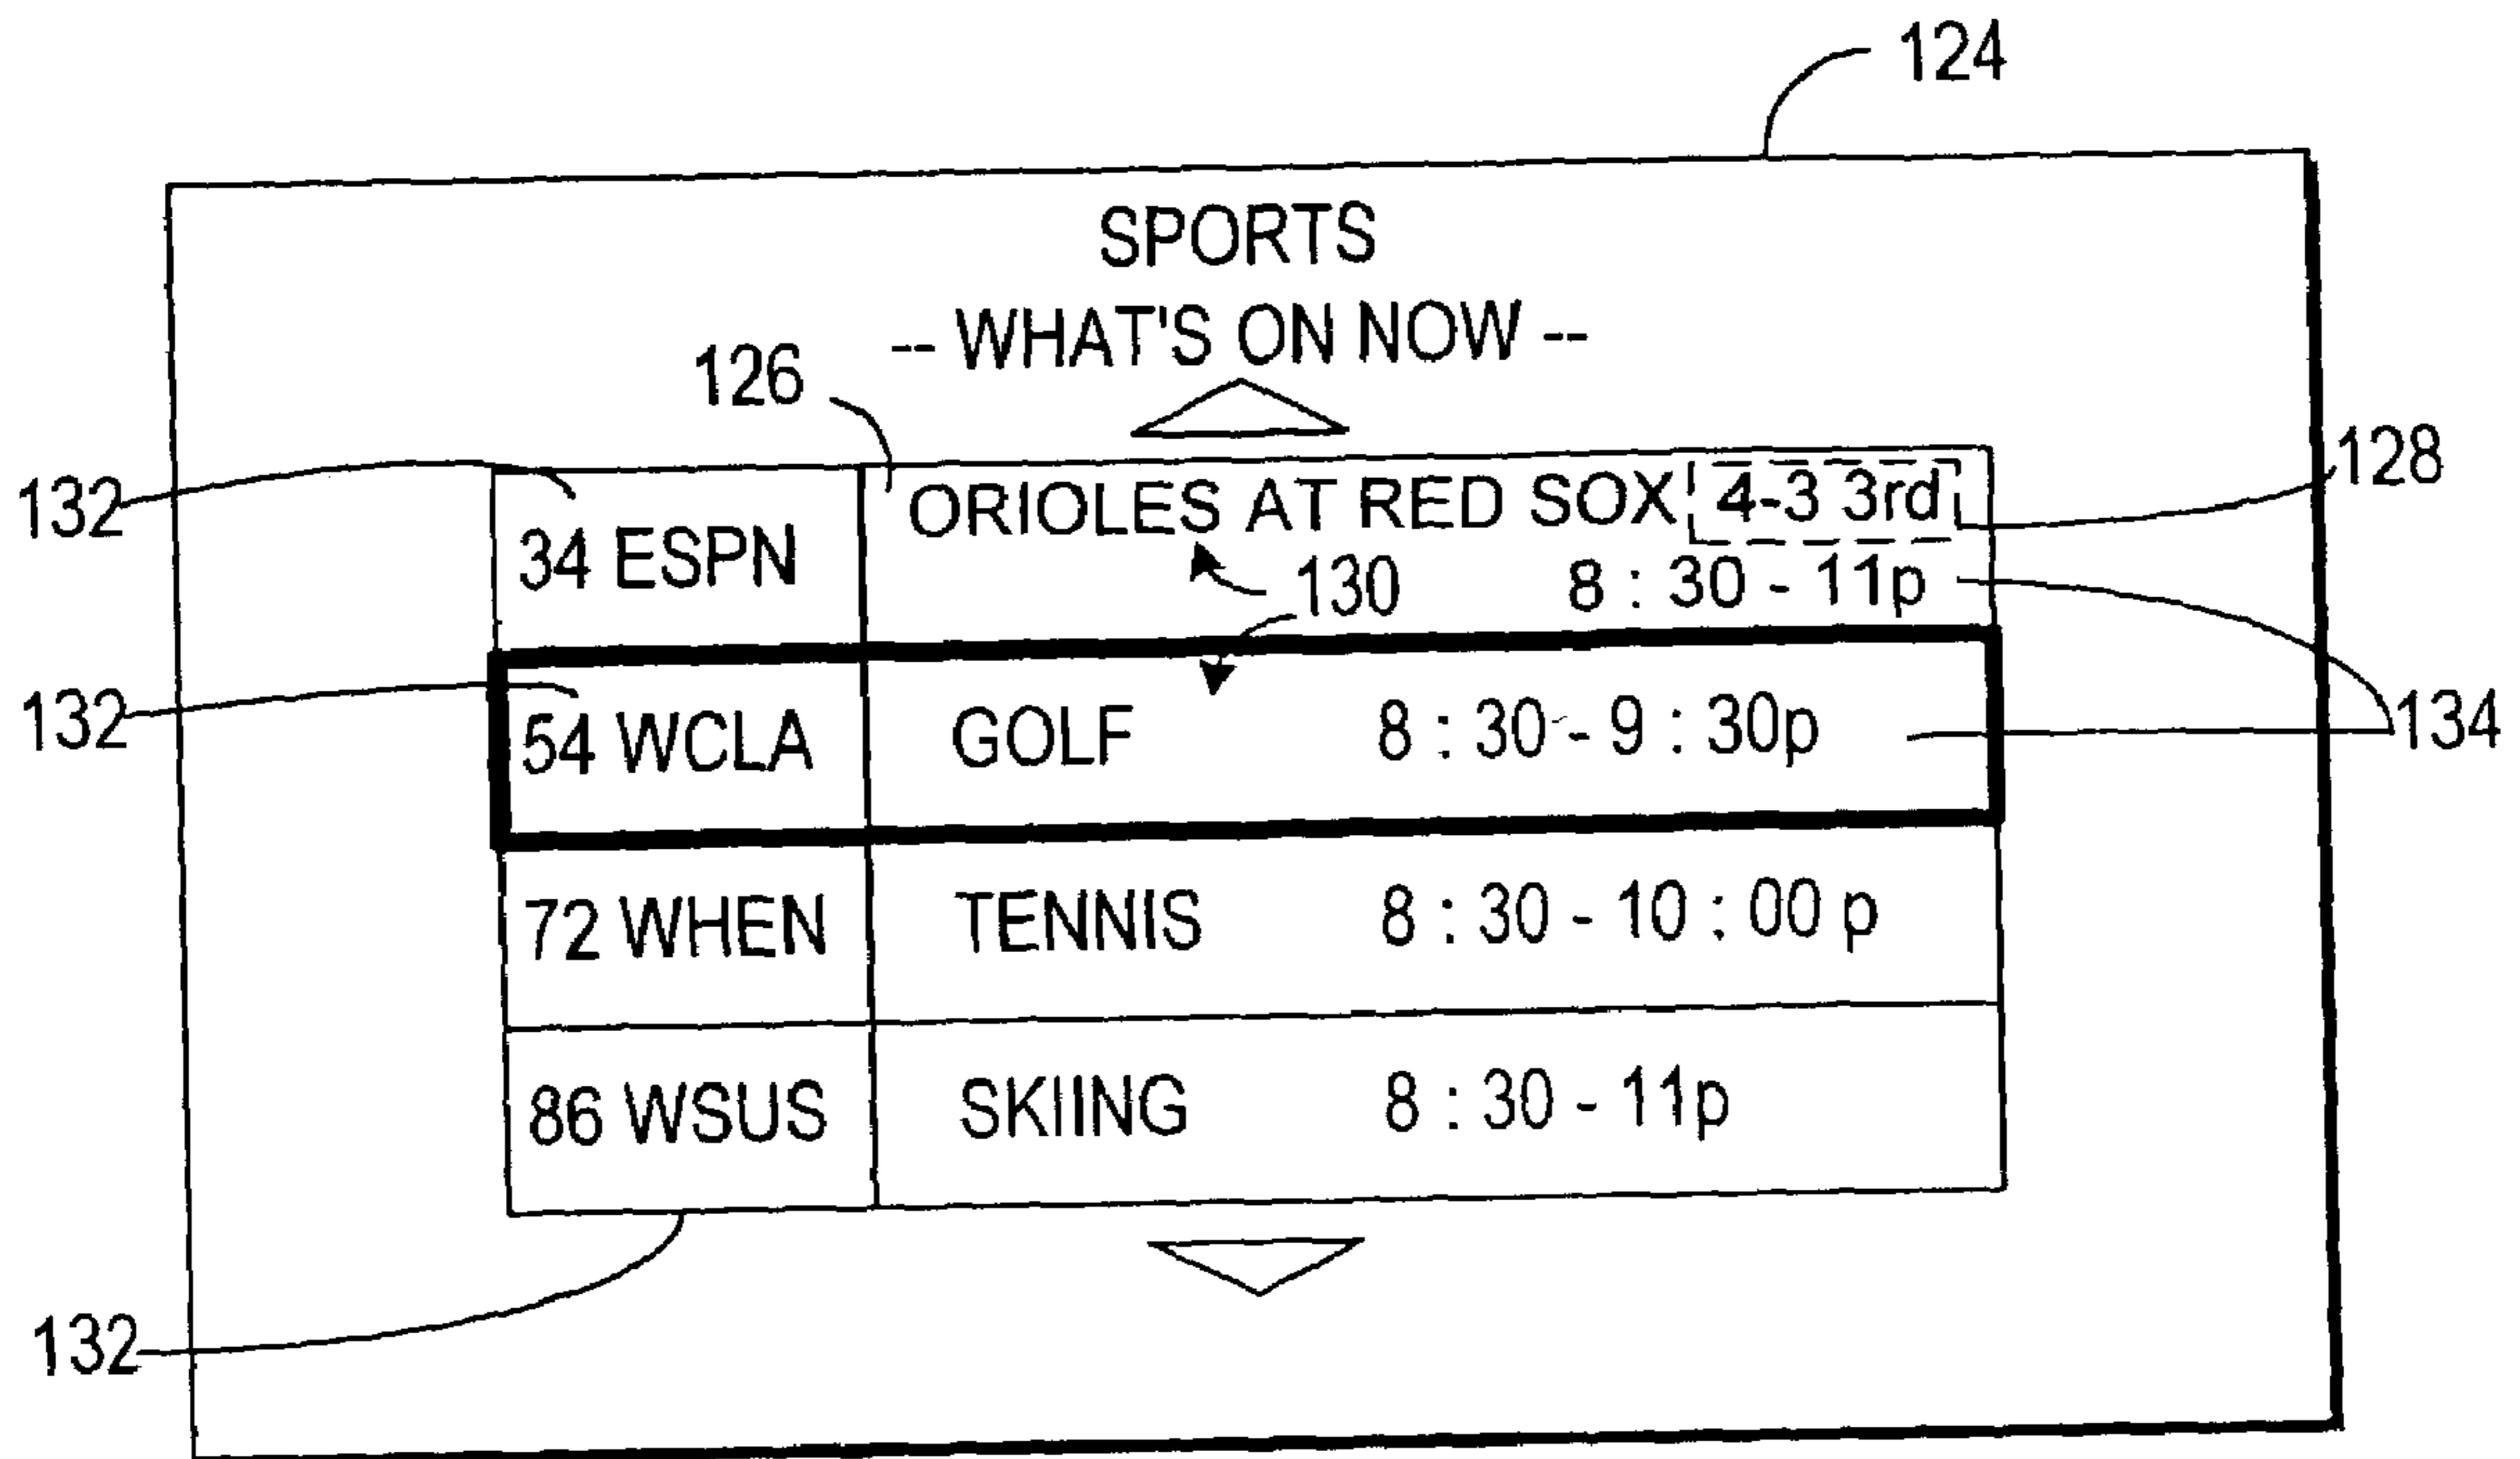 124
SPORTS
-- WHAT'S ON NOW --
126
128
132
34 ESPN
ORIOLES AT RED SOX 4-3 3rd
130
8 : 30 - 11p
132
54 WCLA GOLF 8 : 30 - 9 : 30p
134
72 WHEN TENNIS 8 : 30 - 10 : 00 p
86 WSUS SKIING 8 : 30 - 11p
132